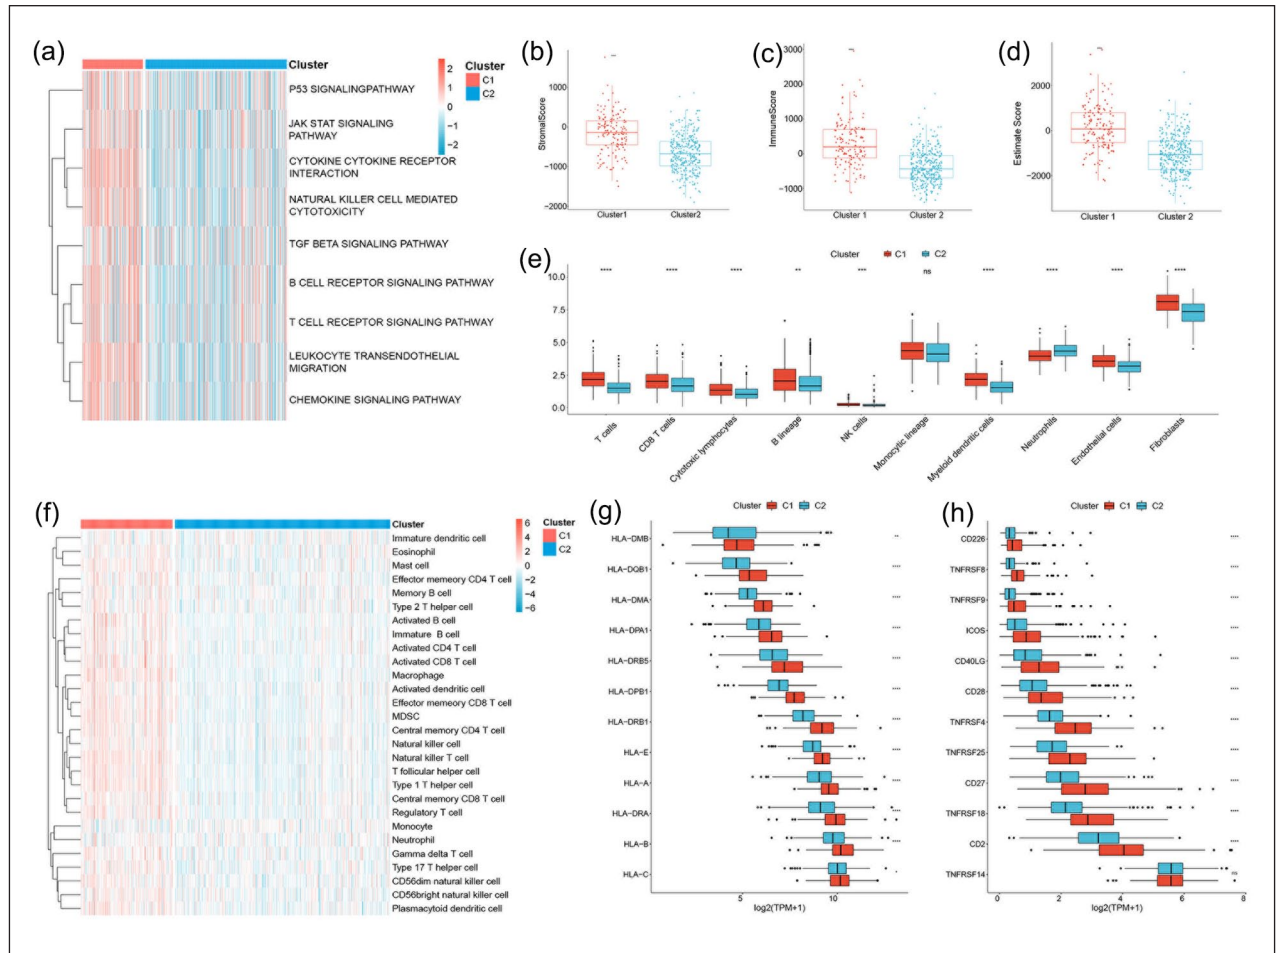 (a)
Cluster
P53 SIGNALINGPATHWAY
JAK STAT SIGNALING
PATHWAY
CYTOKINE CYTOKINE RECEPTOR
INTERACTION
NATURAL KILLER CELL MEDIATED
CYTOTOXICITY
TGF BETA SIGNALING PATHWAY
B CELL RECEPTOR SIGNALING PATHWAY
T CELL RECEPTOR SIGNALING PATHWAY
LEUKOCYTE TRANSENDOTHELIAL
MIGRATION
CHEMOKINE SIGNALING PATHWAY
2
1
0
−1
−2
Cluster
C1
C2
(b)
StromalScore
1000
0
−1000
−2000
Cluster1
Cluster2
(c)
ImmuneScore
3000
2000
1000
0
−1000
Cluster 1
Cluster 2
(d)
Estimate Score
2000
0
−2000
Cluster 1
Cluster 2
(e)
Cluster
C1
C2
10.0
7.5
5.0
2.5
0.0
****
****
****
**
***
ns
****
****
****
****
T cells
CD8 T cells
Cytotoxic lymphocytes
B lineage
NK cells
Monocytic lineage
Myeloid dendritic cells
Neutrophils
Endothelial cells
Fibroblasts
(f)
Cluster
Immature dendritic cell
Eosinophil
Mast cell
Effector memeory CD4 T cell
Memory B cell
Type 2 T helper cell
Activated B cell
Immature B cell
Activated CD4 T cell
Activated CD8 T cell
Macrophage
Activated dendritic cell
Effector memeory CD8 T cell
MDSC
Central memory CD4 T cell
Natural killer cell
Natural killer T cell
T follicular helper cell
Type 1 T helper cell
Central memory CD8 T cell
Regulatory T cell
Monocyte
Neutrophil
Gamma delta T cell
Type 17 T helper cell
CD56dim natural killer cell
CD56bright natural killer cell
Plasmacytoid dendritic cell
6
4
2
0
−2
−4
−6
Cluster
C1
C2
(g)
Cluster
C1
C2
HLA−DMB
HLA−DQB1
HLA−DMA
HLA−DPA1
HLA−DRB5
HLA−DPB1
HLA−DRB1
HLA−E
HLA−A
HLA−DRA
HLA−B
HLA−C
5
10
log2(TPM+1)
(h)
Cluster
C1
C2
CD226
TNFRSF8
TNFRSF9
ICOS
CD40LG
CD28
TNFRSF4
TNFRSF25
CD27
TNFRSF18
CD2
TNFRSF14
ns
0
2
4
6
8
log2(TPM+1)